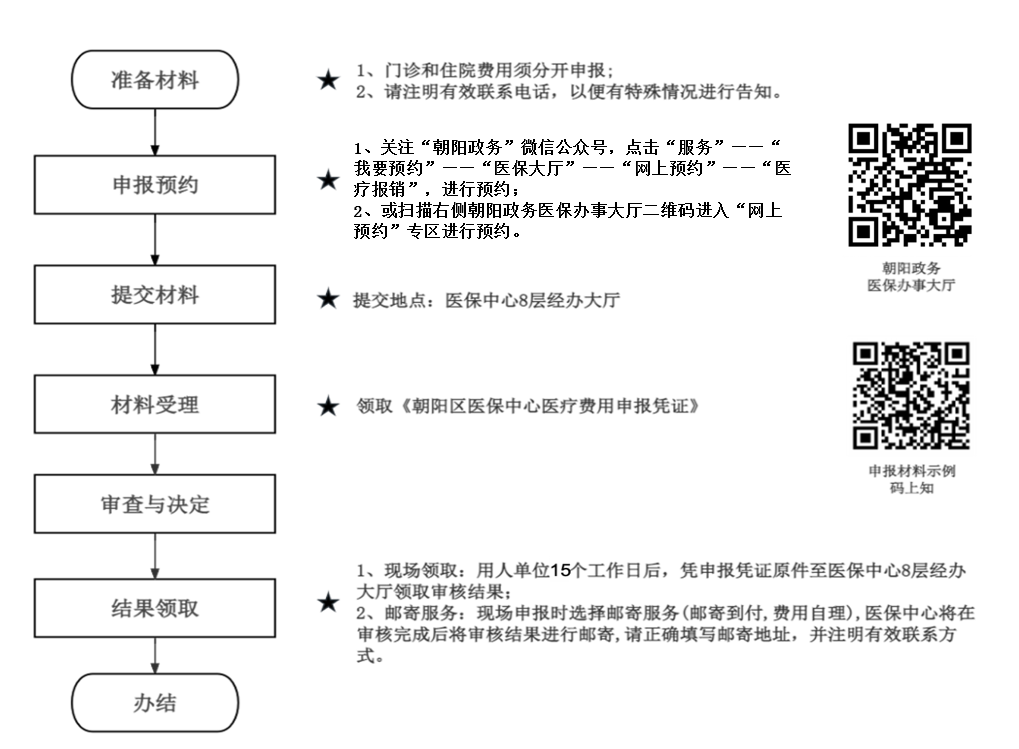 准备材料
★ 1、门诊和住院费用须分开申报;
2、请注明有效联系电话，以便有特殊情况进行告知。
申报预约
★ 1、关注“朝阳政务”微信公众号，点击“服务”——“
我要预约”——“医保大厅”——“网上预约”——“医
疗报销”，进行预约；
2、或扫描右侧朝阳政务医保办事大厅二维码进入“网上
预约”专区进行预约。
朝阳政务
医保办事大厅
提交材料
★ 提交地点：医保中心8层经办大厅
材料受理
★ 领取《朝阳区医保中心医疗费用申报凭证》
申报材料示例
码上知
审查与决定
结果领取
★ 1、现场领取：用人单位15个工作日后，凭申报凭证原件至医保中心8层经办
大厅领取审核结果；
2、邮寄服务：现场申报时选择邮寄服务(邮寄到付,费用自理),医保中心将在
审核完成后将审核结果进行邮寄,请正确填写邮寄地址，并注明有效联系方
式。
办结